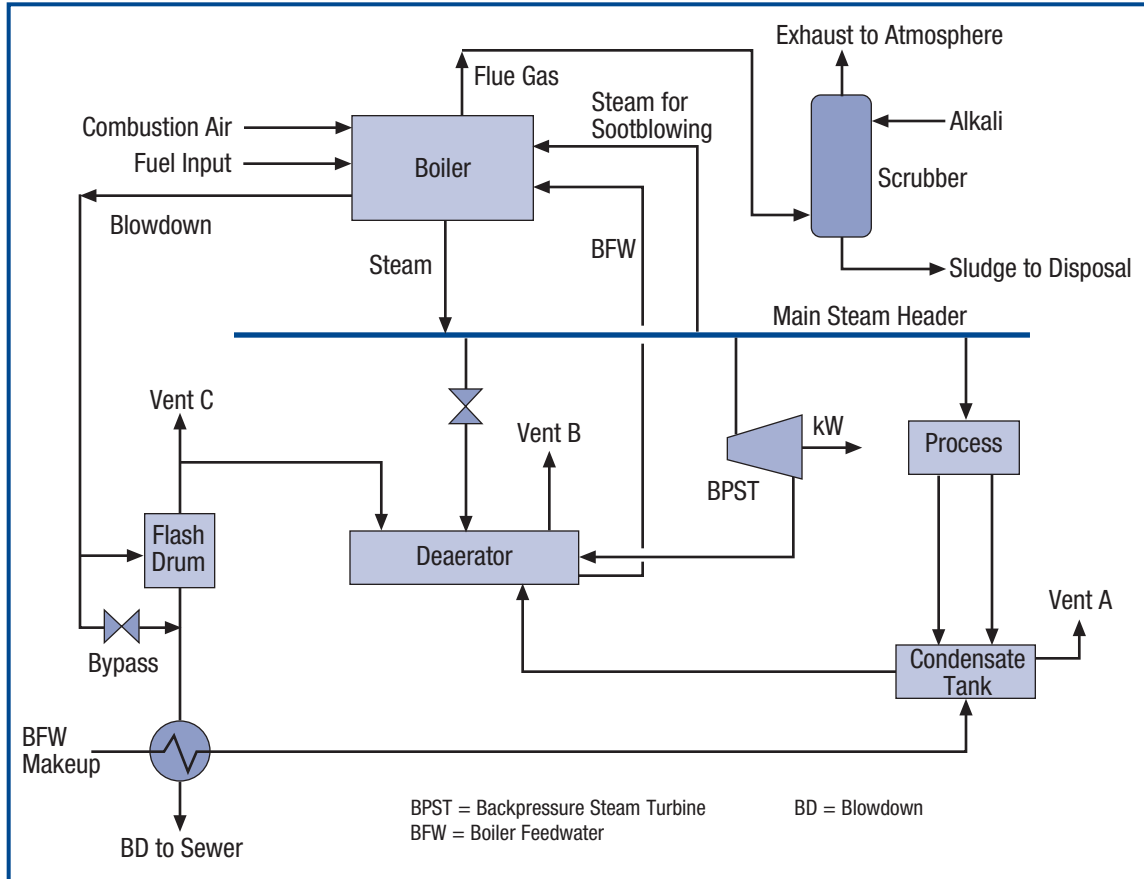 Exhaust to Atmosphere
Flue Gas
Steam for
Sootblowing
Combustion Air
Alkali
Fuel Input
Boiler
Scrubber
Blowdown
BFW
Steam
Sludge to Disposal
Main Steam Header
Vent C
Vent B
kW
Process
BPST
Flash
Drum
Deaerator
Vent A
Bypass
Condensate
Tank
BFW
Makeup
BPST = Backpressure Steam Turbine
BD = Blowdown
BFW = Boiler Feedwater
BD to Sewer